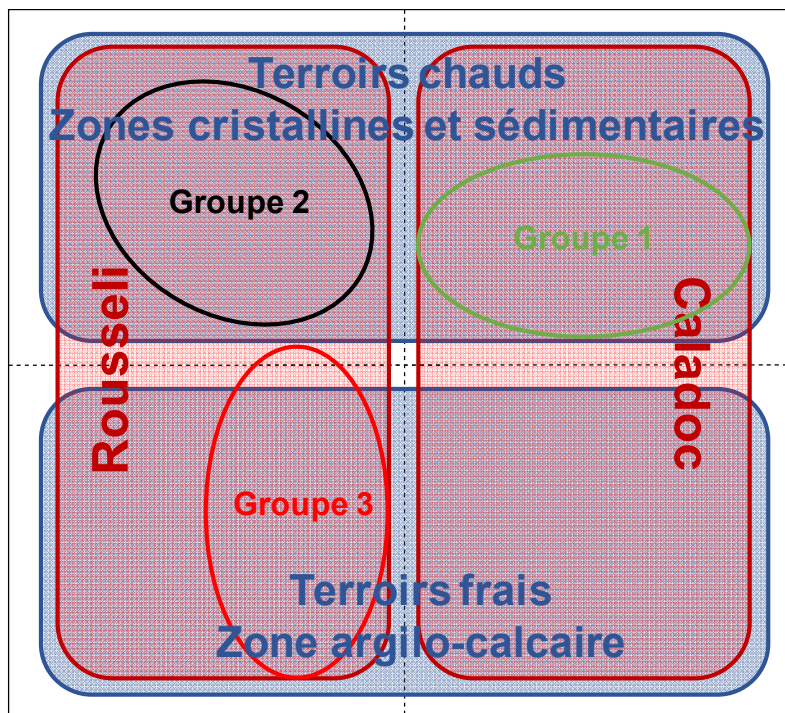 Terroirs chauds
Zones cristallines et sédimentaires
Groupe 2
Groupe 1
Rousseli
Caladoc
Groupe 3
Terroirs frais
Zone argilo-calcaire